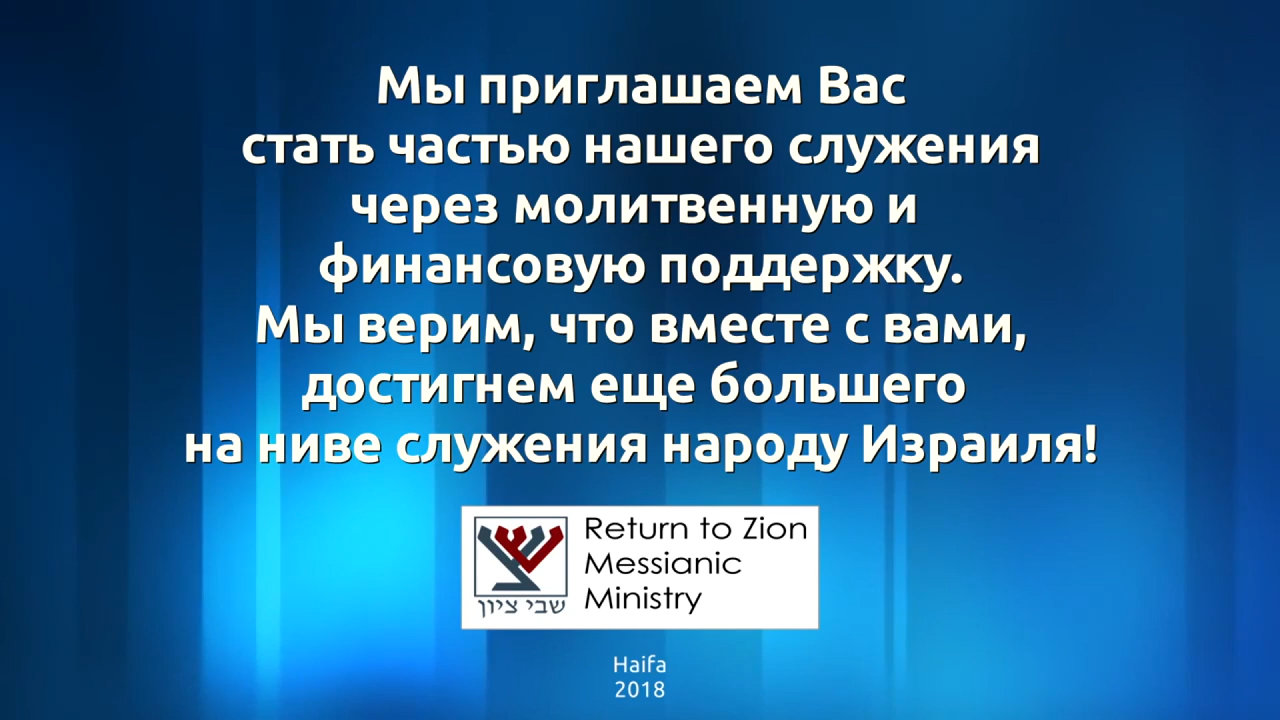 Мы приглашаем Вас
стать частью нашего служения
через молитвенную и
финансовую поддержку.
Мы верим, что вместе с вами,
достигнем еще большего
на ниве служения народу Израиля!
Return to Zion
Messianic
Ministry
שבי ציון
Haifa
2018